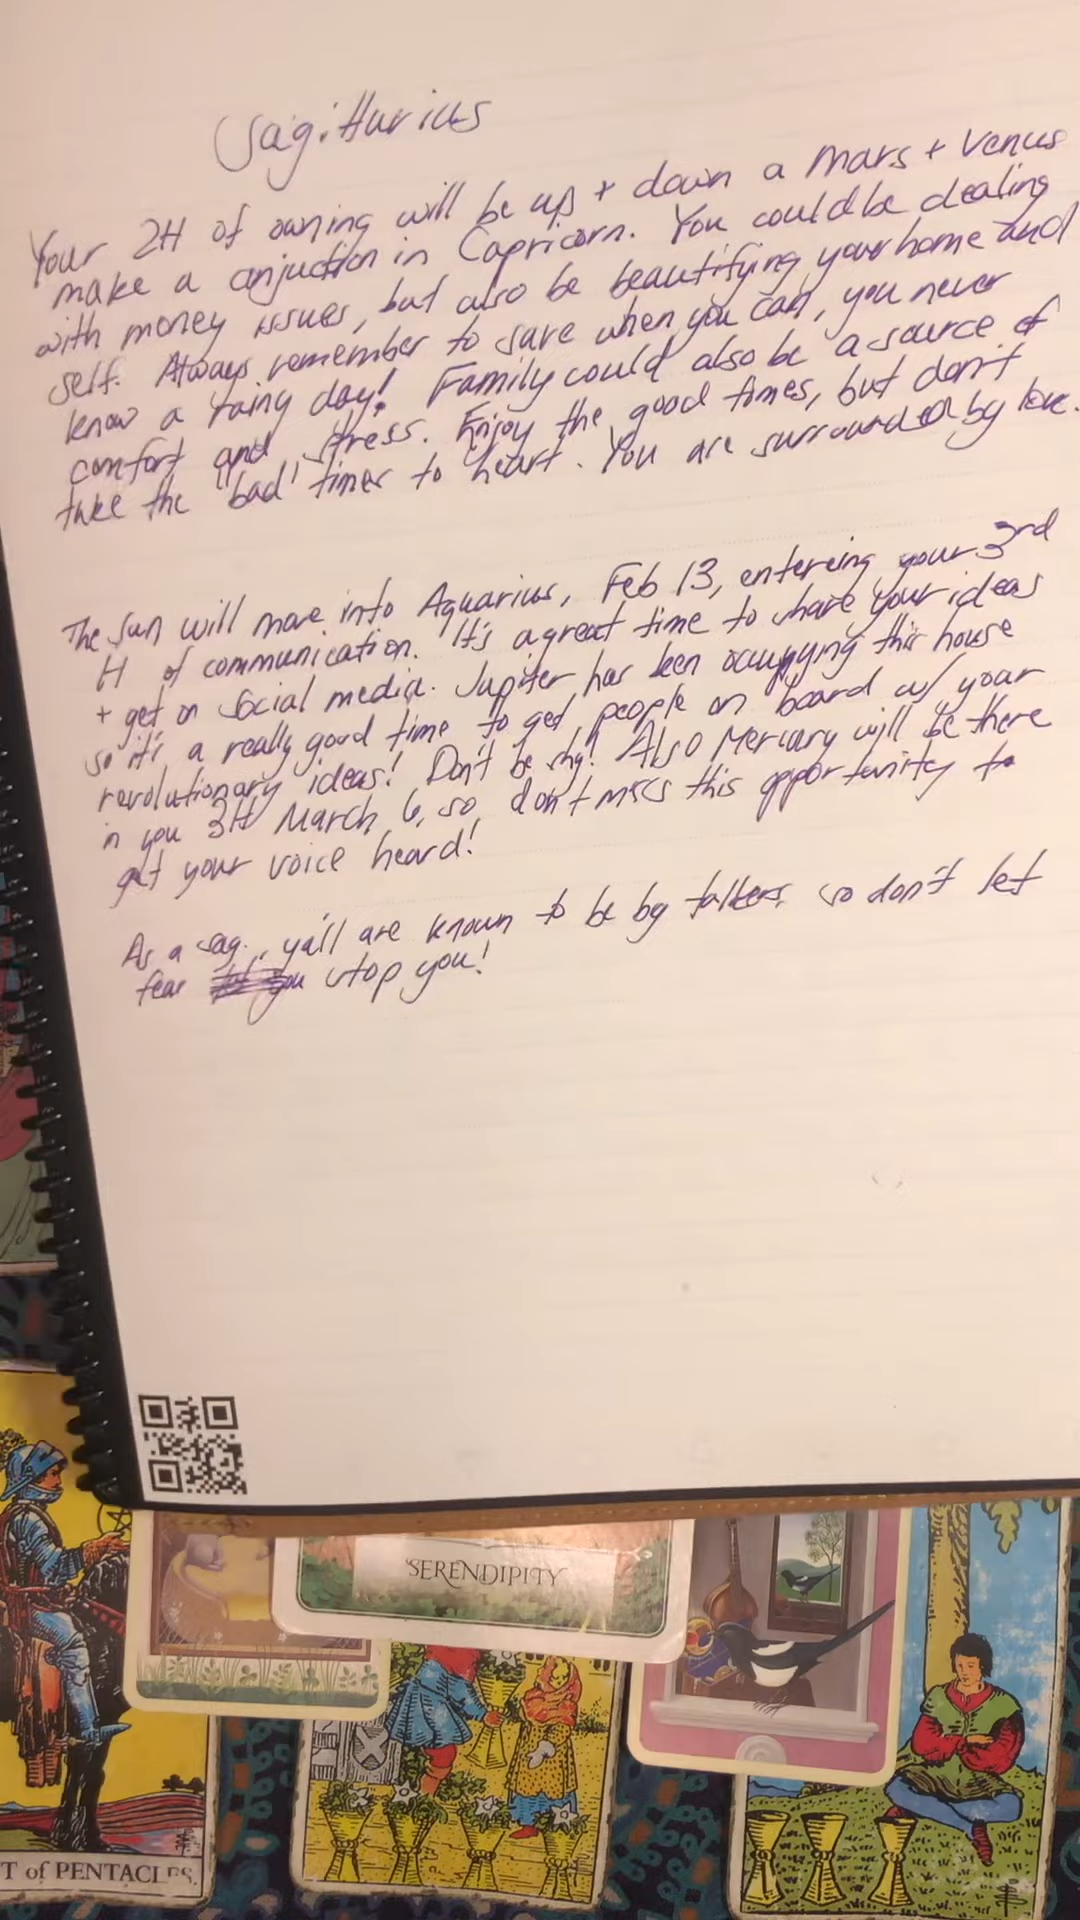 Sagitturius
Your 2H of owning will be up + down a Mars + Venus
make a conjuction in Capricorn. You could be dealing
with money issues, but also be beautifying your home and
self. Always remember to save when you can, you never
know a rainy day! Family could also be a source of
comfort and stress. Enjoy the good times, but don't
take the "bad" times to heart. You are surrounded by love.
The Sun will move into Aquarius, Feb 13, entereing your 3rd
H of communication. It's a great time to share your ideas
+ get on Social media. Jupiter has been occupying this house
so it's a really good time to get people on board w/ your
revolutionary ideas! Don't be shy! Also Mercury will be there
in you 3H March 6, so don't miss this opportunity to
get your voice heard!
As a sag., ya'll are known to be big talkers, so don't let
fear you stop you!
SERENDIPITY
T of PENTACLES.